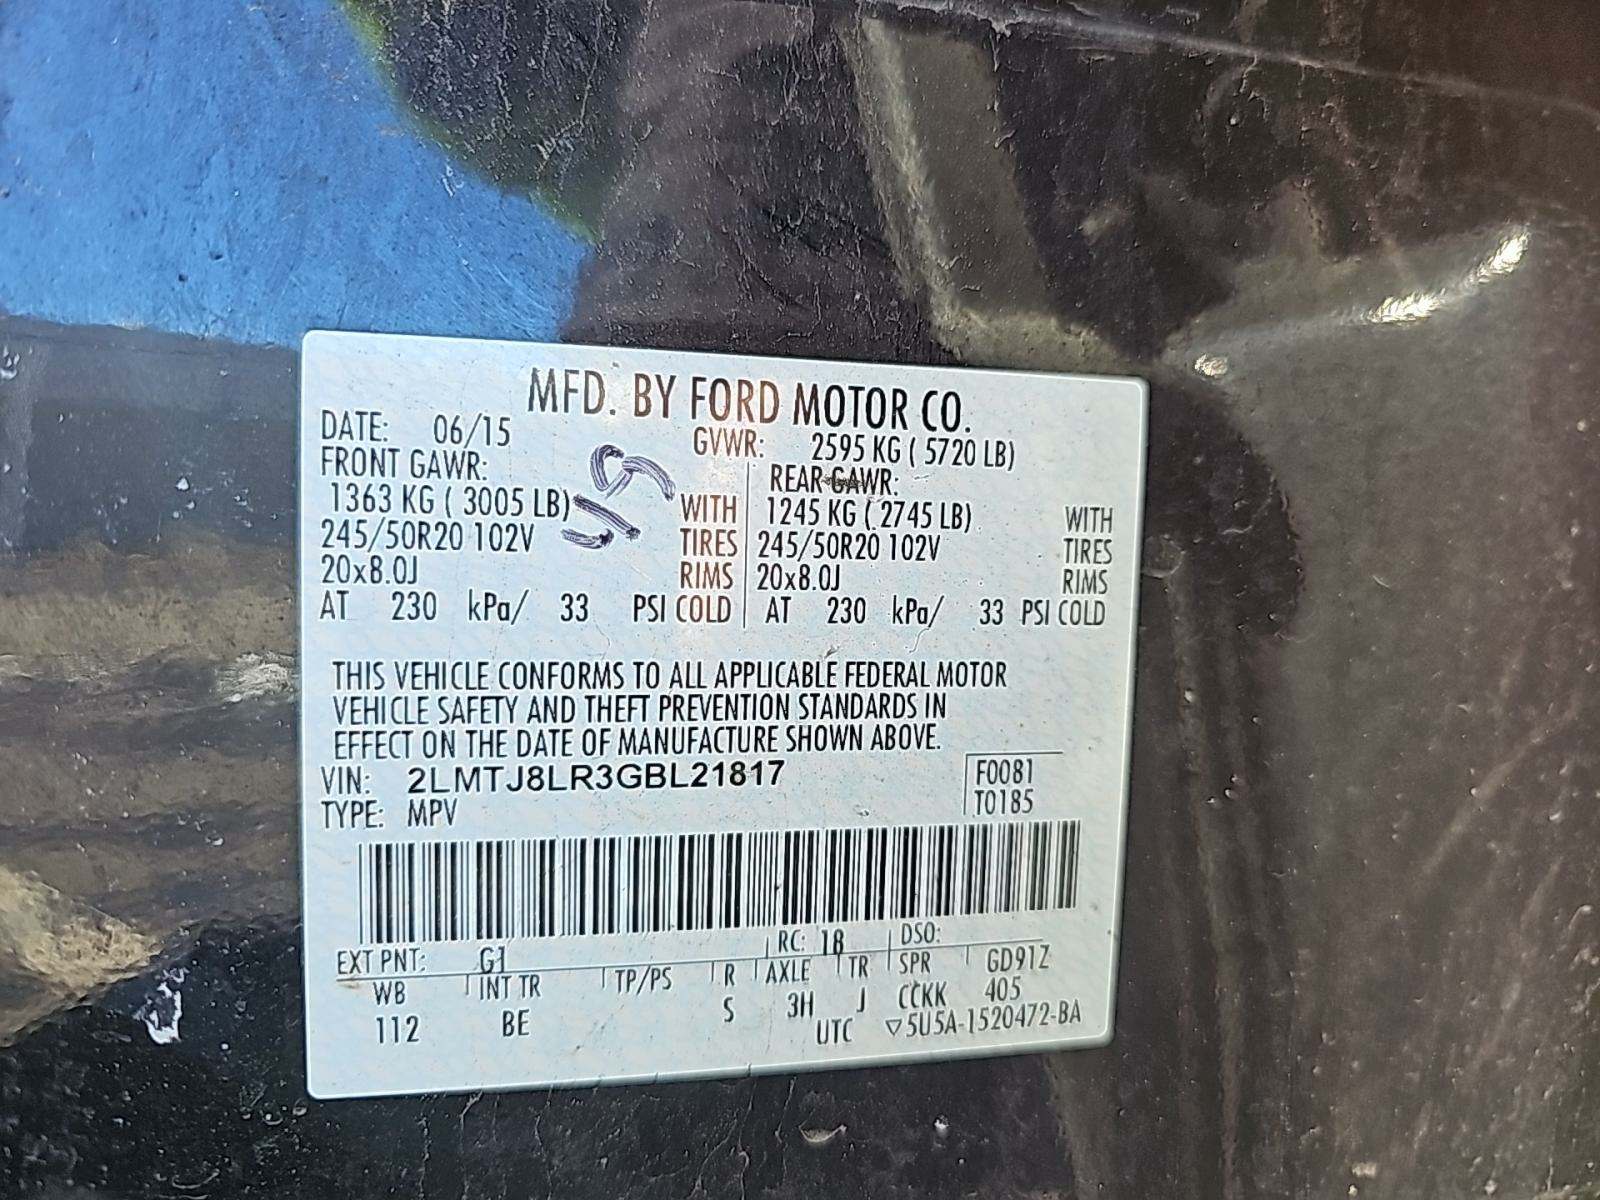 MFD. BY FORD MOTOR CO.
DATE: 06/15 GVWR: 2595 KG ( 5720 LB)
FRONT GAWR: REAR GAWR:
1363 KG ( 3005 LB) WITH 1245 KG ( 2745 LB) WITH
245/50R20 102V TIRES 245/50R20 102V TIRES
20x8.0J RIMS 20x8.0J RIMS
AT 230 kPa/ 33 PSI COLD AT 230 kPa/ 33 PSI COLD
THIS VEHICLE CONFORMS TO ALL APPLICABLE FEDERAL MOTOR
VEHICLE SAFETY AND THEFT PREVENTION STANDARDS IN
EFFECT ON THE DATE OF MANUFACTURE SHOWN ABOVE.
VIN: 2LMTJ8LR3GBL21817 F0081
TYPE: MPV T0185
EXT PNT: G1 RC: 18 DSO:
WB INT TR TP/PS R AXLE TR SPR GD91Z
112 BE S 3H J CCKK 405
UTC ▽5U5A-1520472-BA